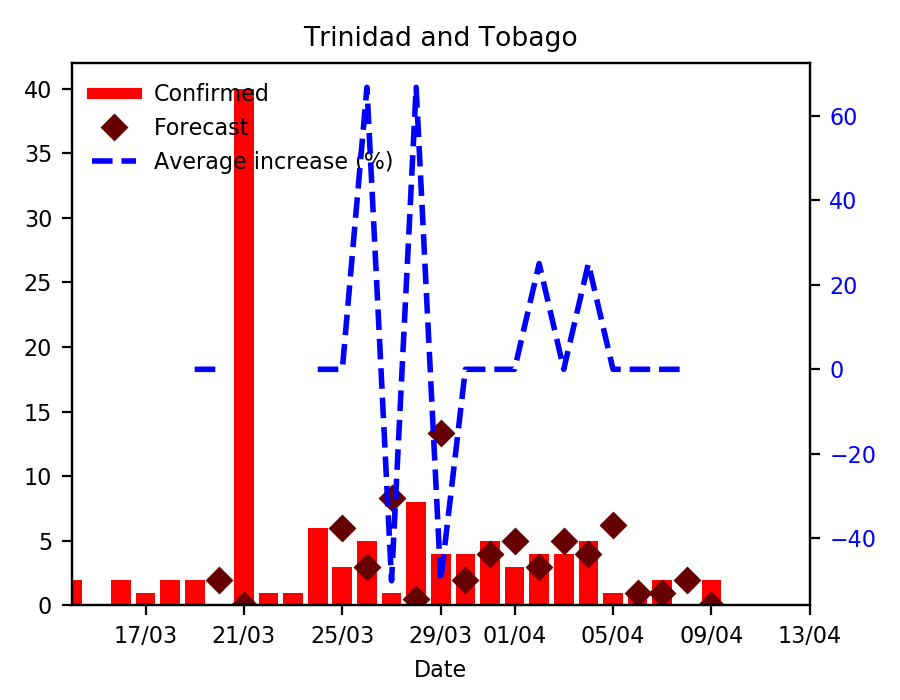 Trinidad and Tobago
Confirmed
Forecast
Average increase (%)
40
35
30
25
20
15
10
5
0
60
40
20
0
−20
−40
17/03 21/03 25/03 29/03 01/04 05/04 09/04 13/04
Date